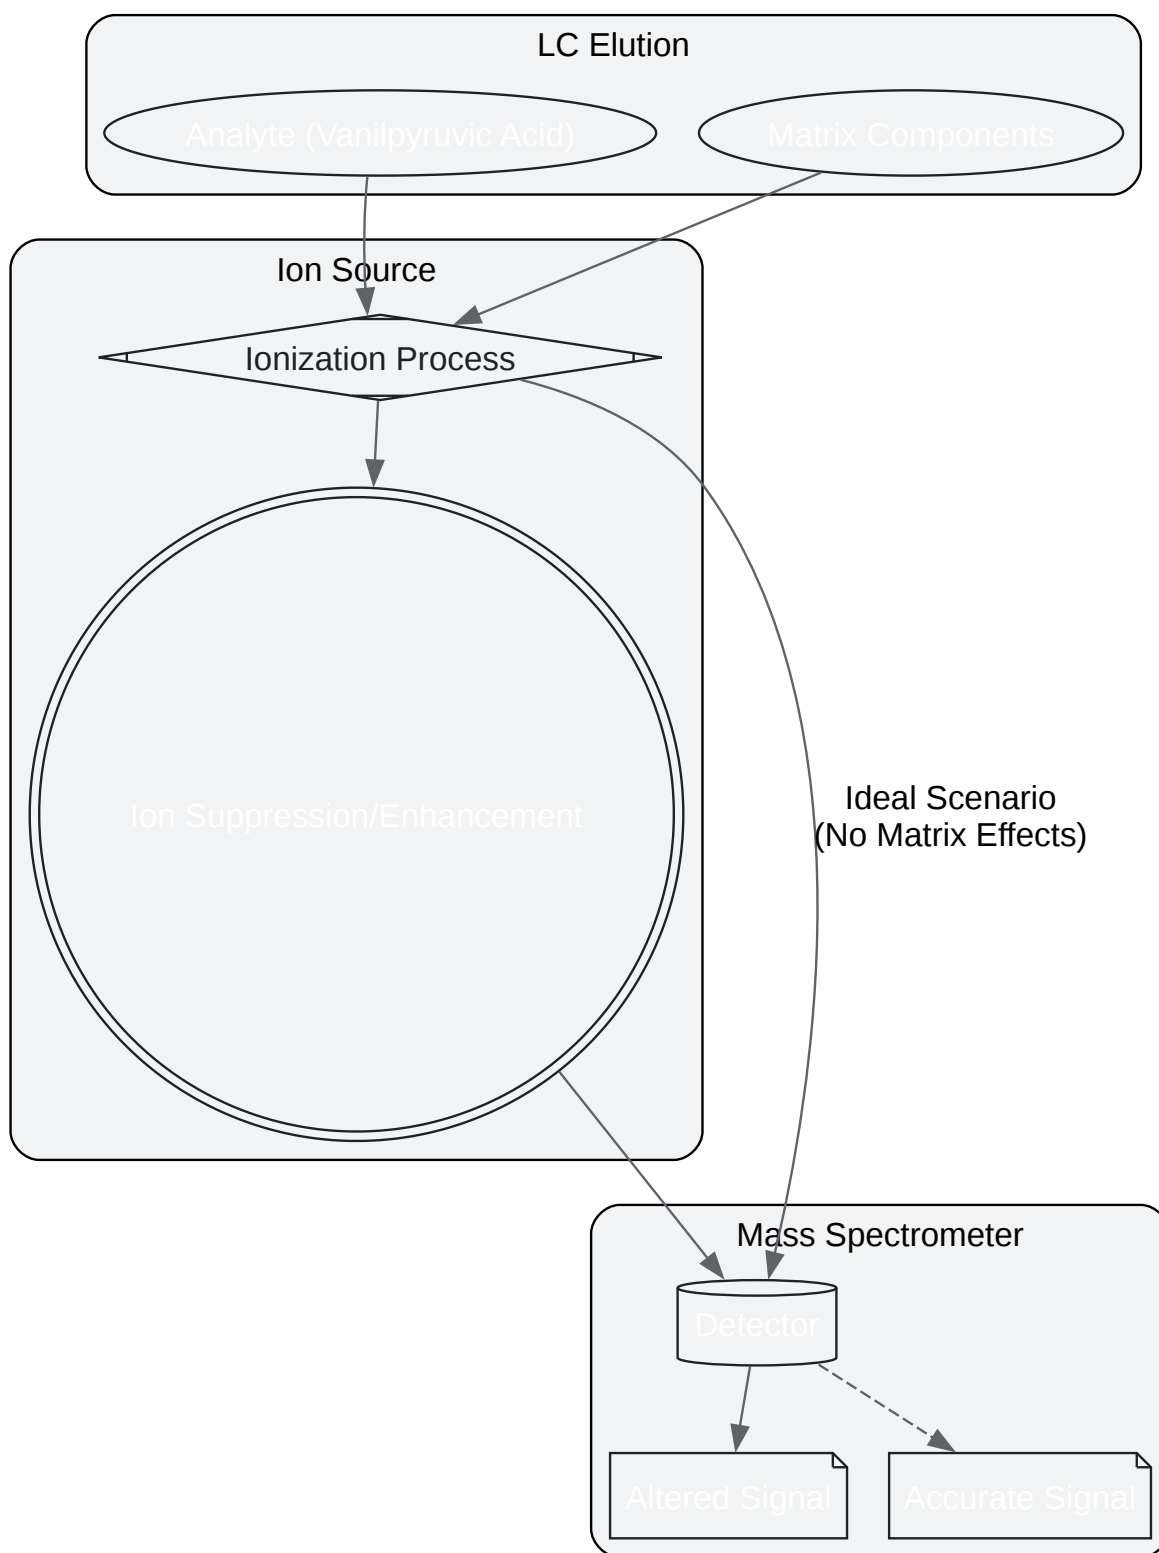 LC Elution
Analyte (Vanilpyruvic Acid)
Matrix Components
Ion Source
Ionization Process
Ion Suppression/Enhancement
Ideal Scenario
(No Matrix Effects)
Mass Spectrometer
Detector
Altered Signal
Accurate Signal